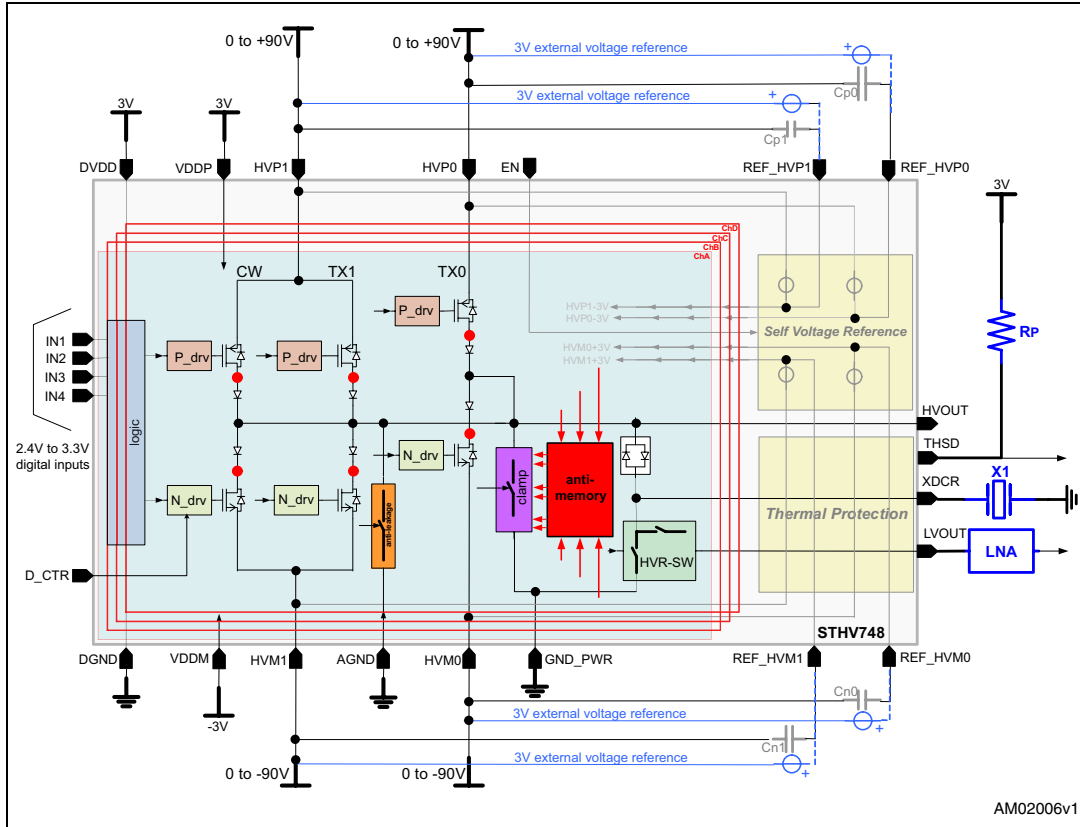 0 to +90V
0 to +90V
3V external voltage reference
+
3V external voltage reference
+
Cp0
3V
3V
Cp1
DVDD
VDDP
HVP1
HVP0
EN
REF_HVP1
REF_HVP0
3V
ChD
ChC
ChB
ChA
CW
TX1
TX0
P_drv
HVP1-3V
HVP0-3V
Self Voltage Reference
HVM0+3V
HVM1+3V
RP
IN1
IN2
IN3
IN4
P_drv
P_drv
2.4V to 3.3V
digital inputs
logic
N_drv
N_drv
N_drv
anti-leakage
clamp
anti-
memory
HVR-SW
Thermal Protection
HVOUT
THSD
XDCR
X1
LVOUT
LNA
D_CTR
STHV748
DGND
VDDM
HVM1
AGND
HVM0
GND_PWR
REF_HVM1
REF_HVM0
-3V
Cn0
3V external voltage reference
+
Cn1
3V external voltage reference
+
0 to -90V
0 to -90V
AM02006v1